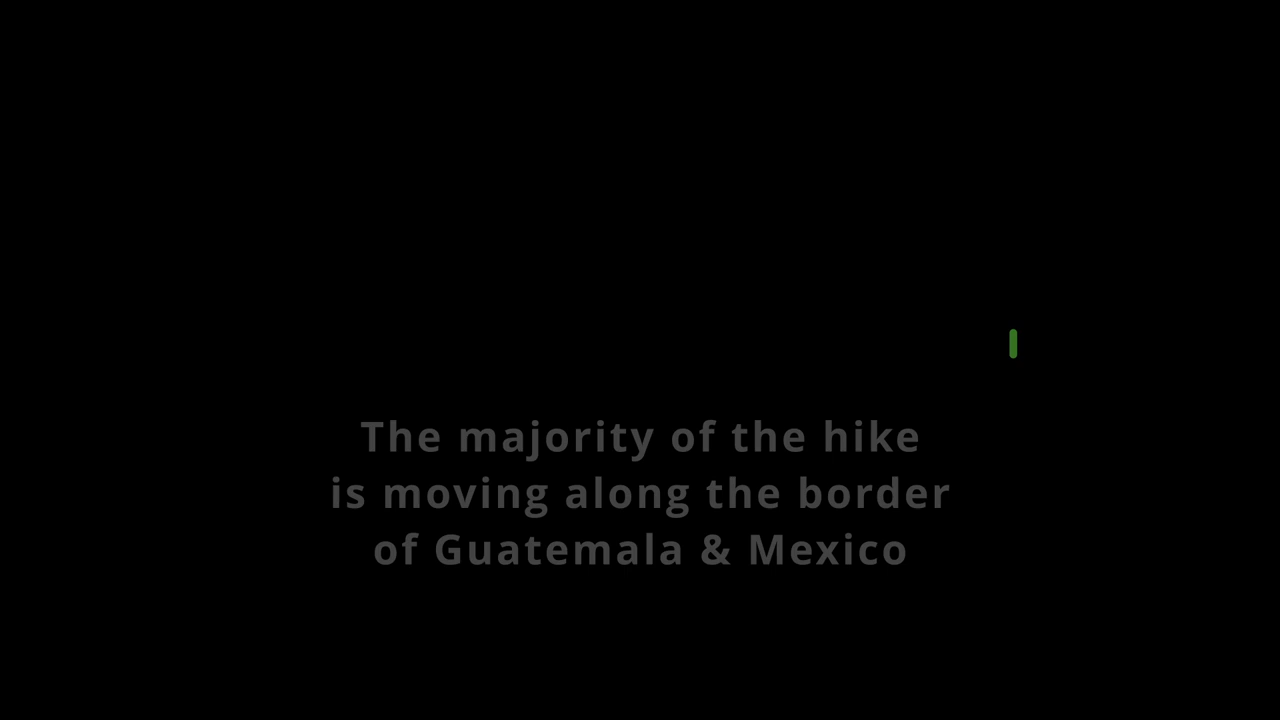 The majority of the hike
is moving along the border
of Guatemala & Mexico